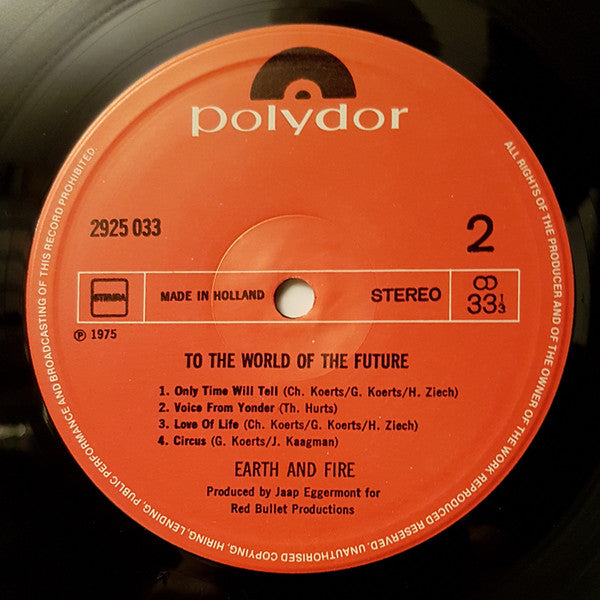 polydor
2925 033
2
STEMRA
MADE IN HOLLAND
STEREO
33 1/3
℗ 1975
TO THE WORLD OF THE FUTURE
1. Only Time Will Tell (Ch. Koerts/G. Koerts/H. Ziech)
2. Voice From Yonder (Th. Hurts)
3. Love Of Life (Ch. Koerts/G. Koerts/H. Ziech)
4. Circus (G. Koerts/J. Kaagman)
EARTH AND FIRE
Produced by Jaap Eggermont for
Red Bullet Productions
ALL RIGHTS OF THE PRODUCER AND OF THE OWNER OF THE WORK REPRODUCED RESERVED. UNAUTHORISED COPYING, HIRING, LENDING, PUBLIC PERFORMANCE AND BROADCASTING OF THIS RECORD PROHIBITED.